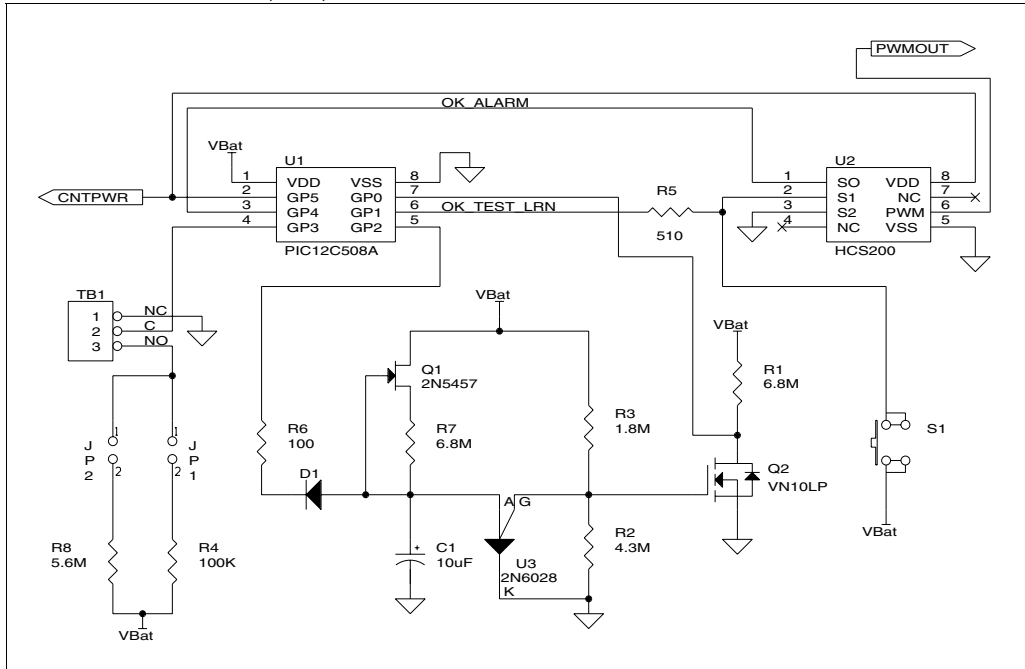 PWMOUT
OK_ALARM
VBat
U1
U2
1 VDD VSS 8
2 GP5 GP0 7
3 GP4 GP1 6
4 GP3 GP2 5
PIC12C508A
CNTPWR
OK_TEST_LRN
R5
510
1 SO VDD 8
2 S1 NC 7
3 S2 PWM 6
4 NC VSS 5
HCS200
TB1
1 NC
2 C
3 NO
VBat
VBat
Q1
2N5457
R1
6.8M
R6
100
R7
6.8M
R3
1.8M
S1
JP2
1
2
JP1
1
2
D1
Q2
VN10LP
A G
VBat
R8
5.6M
R4
100K
C1
10uF
+
U3
2N6028
K
R2
4.3M
VBat